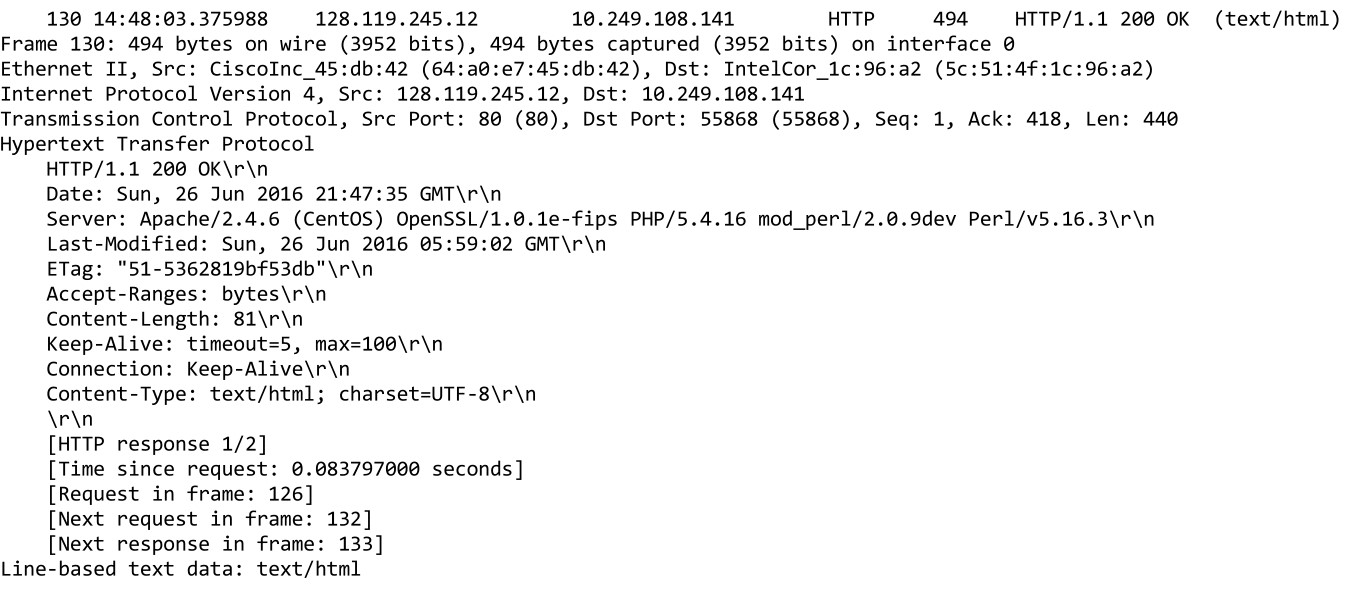 130 14:48:03.375988 128.119.245.12 10.249.108.141 HTTP 494 HTTP/1.1 200 OK (text/html)
Frame 130: 494 bytes on wire (3952 bits), 494 bytes captured (3952 bits) on interface 0
Ethernet II, Src: CiscoInc_45:db:42 (64:a0:e7:45:db:42), Dst: IntelCor_1c:96:a2 (5c:51:4f:1c:96:a2)
Internet Protocol Version 4, Src: 128.119.245.12, Dst: 10.249.108.141
Transmission Control Protocol, Src Port: 80 (80), Dst Port: 55868 (55868), Seq: 1, Ack: 418, Len: 440
Hypertext Transfer Protocol
HTTP/1.1 200 OK\r\n
Date: Sun, 26 Jun 2016 21:47:35 GMT\r\n
Server: Apache/2.4.6 (CentOS) OpenSSL/1.0.1e-fips PHP/5.4.16 mod_perl/2.0.9dev Perl/v5.16.3\r\n
Last-Modified: Sun, 26 Jun 2016 05:59:02 GMT\r\n
ETag: "51-5362819bf53db"\r\n
Accept-Ranges: bytes\r\n
Content-Length: 81\r\n
Keep-Alive: timeout=5, max=100\r\n
Connection: Keep-Alive\r\n
Content-Type: text/html; charset=UTF-8\r\n
\r\n
[HTTP response 1/2]
[Time since request: 0.083797000 seconds]
[Request in frame: 126]
[Next request in frame: 132]
[Next response in frame: 133]
Line-based text data: text/html